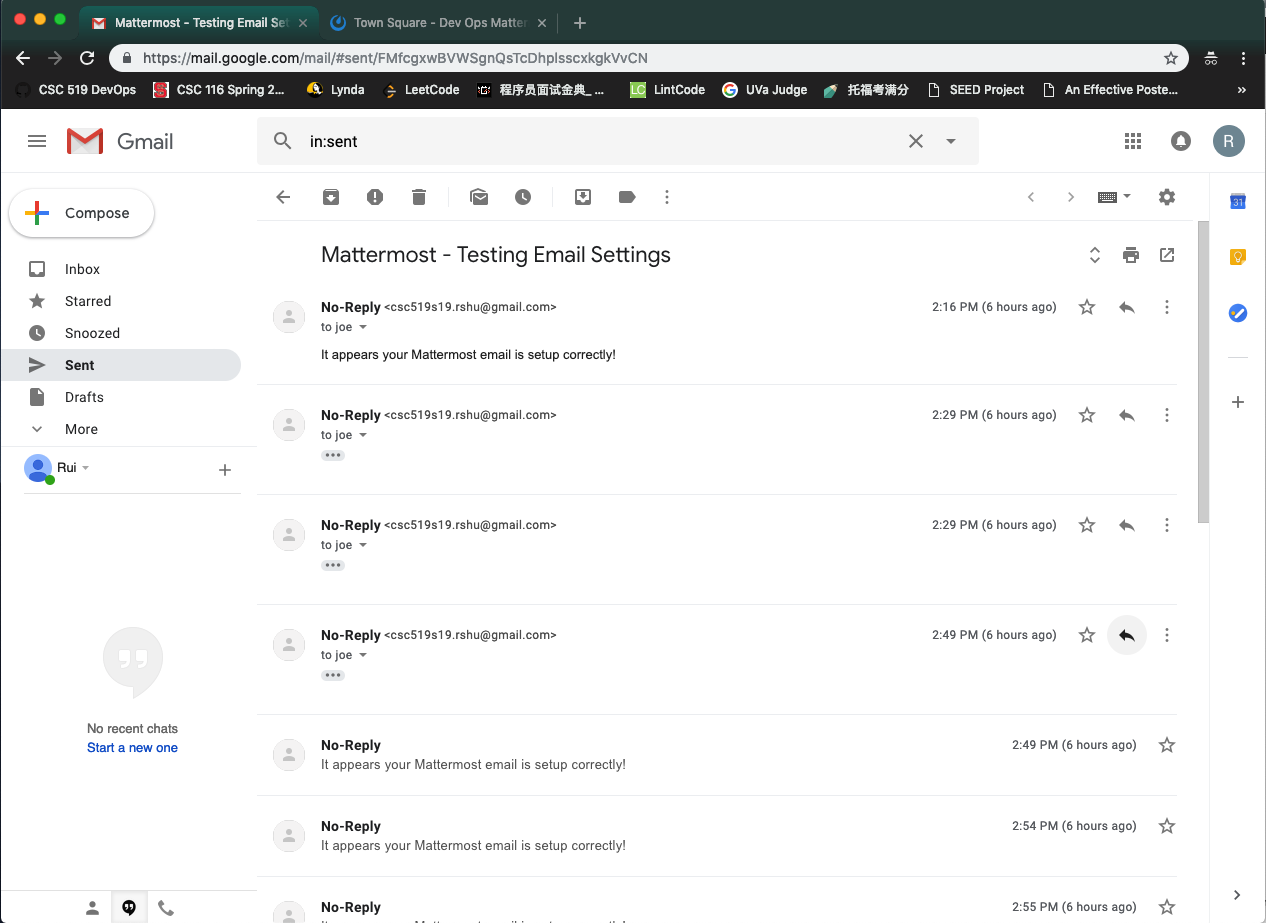 Mattermost - Testing Email Set
Town Square - Dev Ops Matter
https://mail.google.com/mail/#sent/FMfcgxwBVWSgnQsTcDhplsscxkgkVvCN
CSC 519 DevOps
CSC 116 Spring 2...
Lynda
LeetCode
程序员面试金典_ ...
LC LintCode
UVa Judge
托福考满分
SEED Project
An Effective Poste...
»
Gmail
in:sent
R
Compose
31
Inbox
Starred
Snoozed
Sent
Drafts
More
Rui
No recent chats
Start a new one
Mattermost - Testing Email Settings
No-Reply <csc519s19.rshu@gmail.com> 2:16 PM (6 hours ago)
to joe
It appears your Mattermost email is setup correctly!
No-Reply <csc519s19.rshu@gmail.com> 2:29 PM (6 hours ago)
to joe
No-Reply <csc519s19.rshu@gmail.com> 2:29 PM (6 hours ago)
to joe
No-Reply <csc519s19.rshu@gmail.com> 2:49 PM (6 hours ago)
to joe
No-Reply 2:49 PM (6 hours ago)
It appears your Mattermost email is setup correctly!
No-Reply 2:54 PM (6 hours ago)
It appears your Mattermost email is setup correctly!
No-Reply 2:55 PM (6 hours ago)